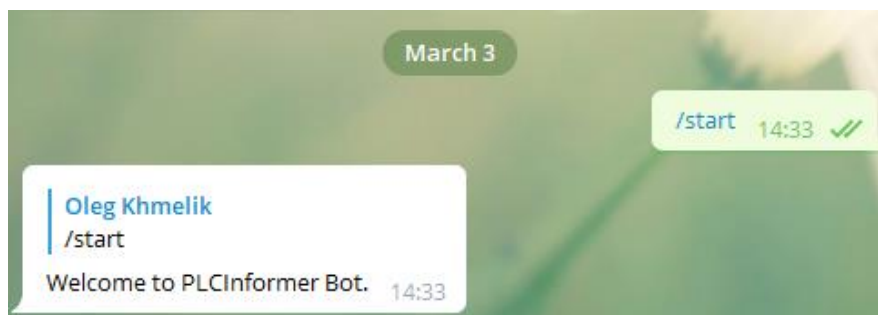 March 3
/start 14:33
Oleg Khmelik
/start
Welcome to PLCInformer Bot. 14:33